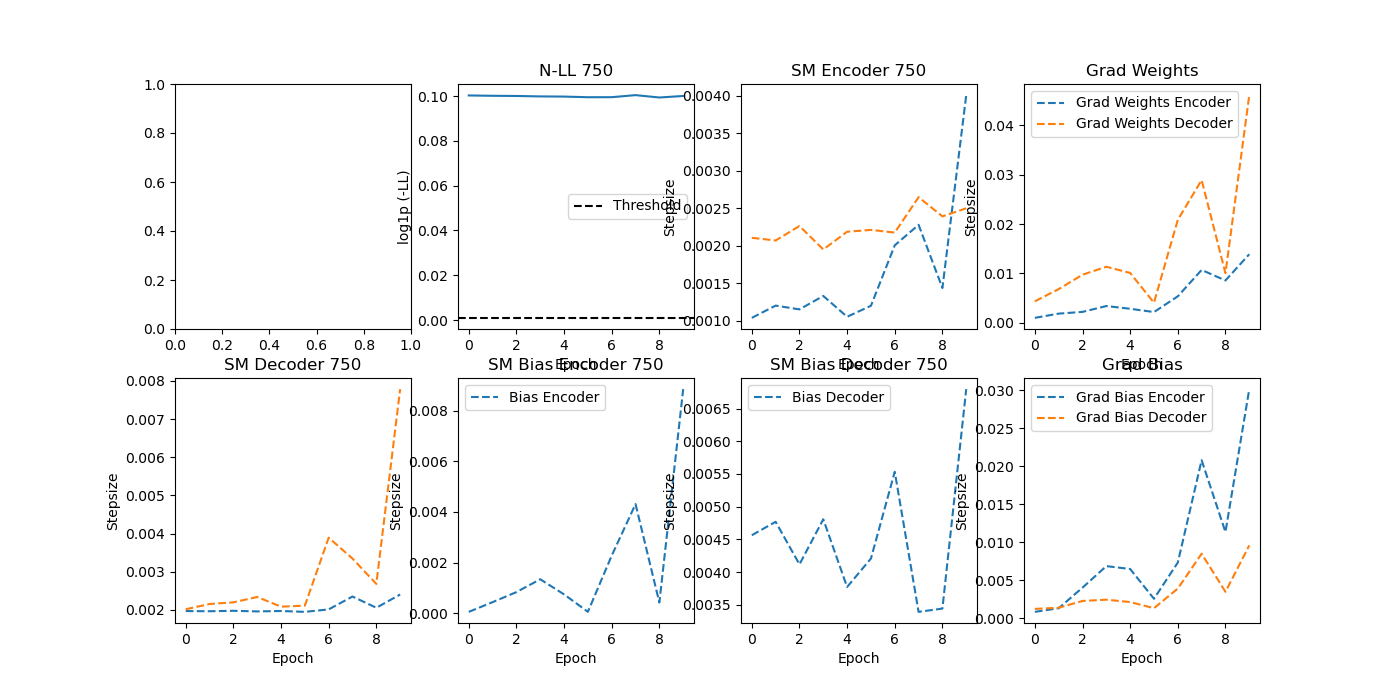 N-LL 750
SM Encoder 750
Grad Weights
1.0
0.8
0.6
0.4
0.2
0.0
0.0 0.2 0.4 0.6 0.8 1.0
log1p (-LL)
0.10
0.08
0.06
0.04
0.02
0.00
Threshold
0 2 4 6 8
Epoch
Stepsize
0.0040
0.0035
0.0030
0.0025
0.0020
0.0015
0.0010
0 2 4 6 8
Epoch
Stepsize
0.04
0.03
0.02
0.01
0.00
Grad Weights Encoder
Grad Weights Decoder
0 2 4 6 8
Epoch
SM Decoder 750
SM Bias Encoder 750
SM Bias Decoder 750
Grad Bias
Stepsize
0.008
0.007
0.006
0.005
0.004
0.003
0.002
0 2 4 6 8
Epoch
Stepsize
0.008
0.006
0.004
0.002
0.000
Bias Encoder
0 2 4 6 8
Epoch
Stepsize
0.0065
0.0060
0.0055
0.0050
0.0045
0.0040
0.0035
Bias Decoder
0 2 4 6 8
Epoch
Stepsize
0.030
0.025
0.020
0.015
0.010
0.005
0.000
Grad Bias Encoder
Grad Bias Decoder
0 2 4 6 8
Epoch